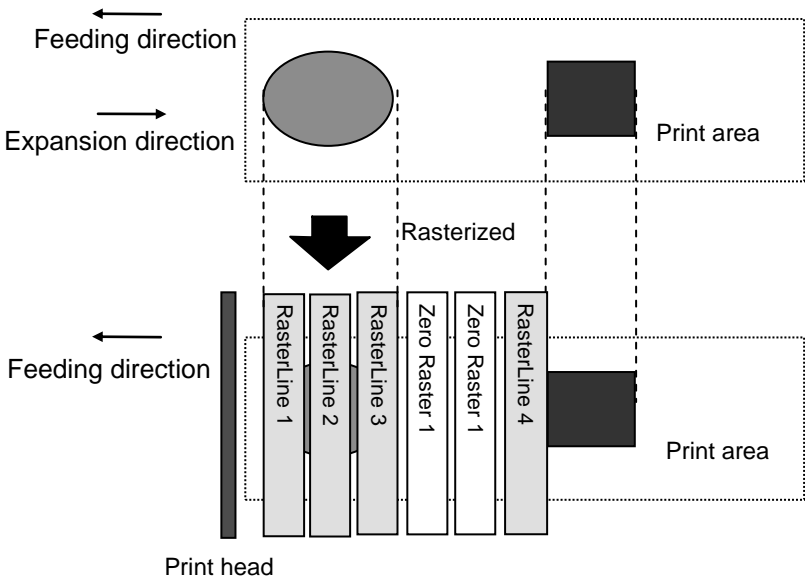 Feeding direction
Expansion direction
Print area
Rasterized
RasterLine 1
RasterLine 2
RasterLine 3
Zero Raster 1
Zero Raster 1
RasterLine 4
Feeding direction
Print area
Print head